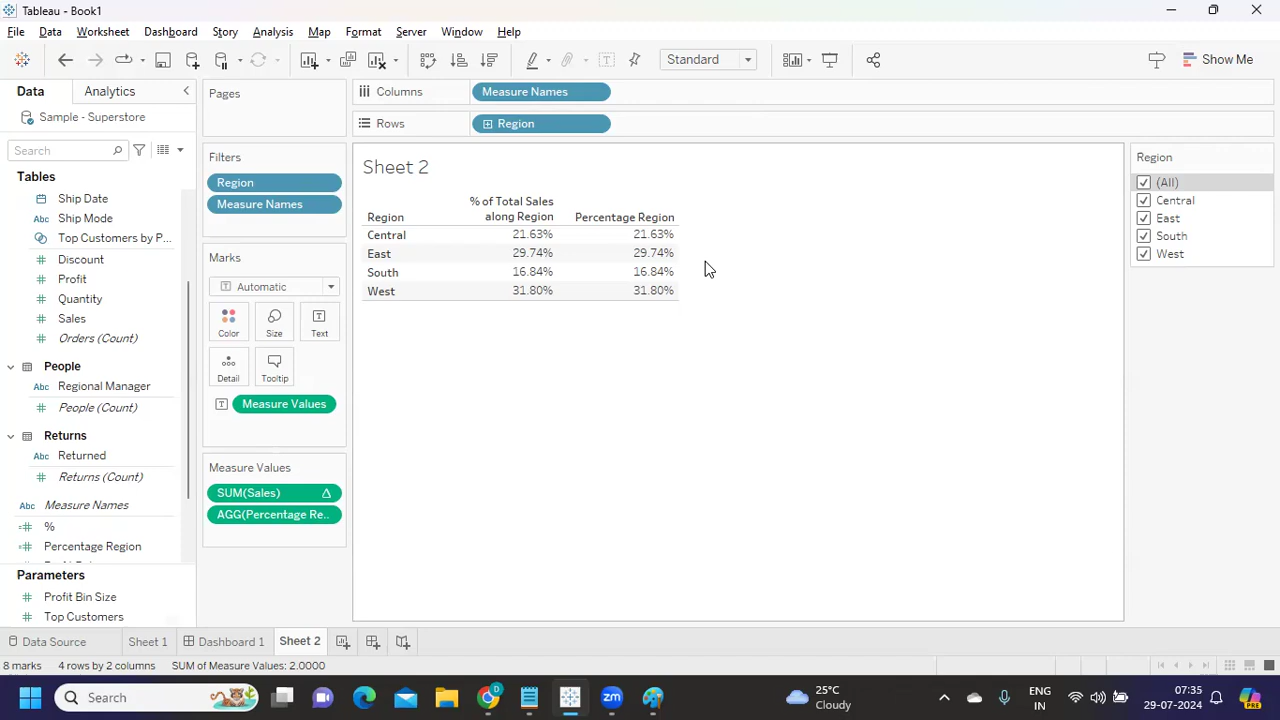 Tableau - Book1
File Data Worksheet Dashboard Story Analysis Map Format Server Window Help
Standard
Show Me
Data Analytics
Sample - Superstore
Search
Tables
Ship Date
Abc Ship Mode
Top Customers by P...
Discount
Profit
Quantity
Sales
Orders (Count)
People
Abc Regional Manager
People (Count)
Returns
Abc Returned
Returns (Count)
Abc Measure Names
%
Percentage Region
Parameters
Profit Bin Size
Top Customers
Pages
Filters
Region
Measure Names
Marks
Automatic
Color Size Text
Detail Tooltip
Measure Values
Measure Values
SUM(Sales)
AGG(Percentage Re..
Columns Measure Names
Rows Region
Sheet 2
% of Total Sales
Region along Region Percentage Region
Central 21.63% 21.63%
East 29.74% 29.74%
South 16.84% 16.84%
West 31.80% 31.80%
Region
(All)
Central
East
South
West
Data Source Sheet 1 Dashboard 1 Sheet 2
8 marks 4 rows by 2 columns SUM of Measure Values: 2.0000
Search
25°C
Cloudy
ENG
IN
07:35
29-07-2024
PRE